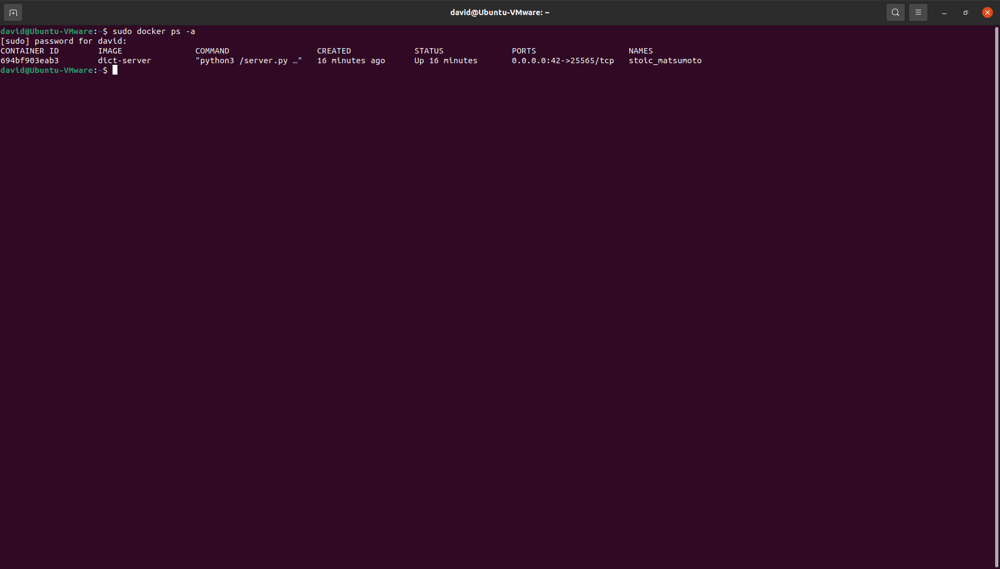 david@Ubuntu-VMware: ~
david@Ubuntu-VMware:~$ sudo docker ps -a
[sudo] password for david:
CONTAINER ID        IMAGE               COMMAND                  CREATED             STATUS              PORTS                   NAMES
694bf903eab3        dict-server         "python3 /server.py …"   16 minutes ago      Up 16 minutes       0.0.0.0:42->25565/tcp   stoic_matsumoto
david@Ubuntu-VMware:~$